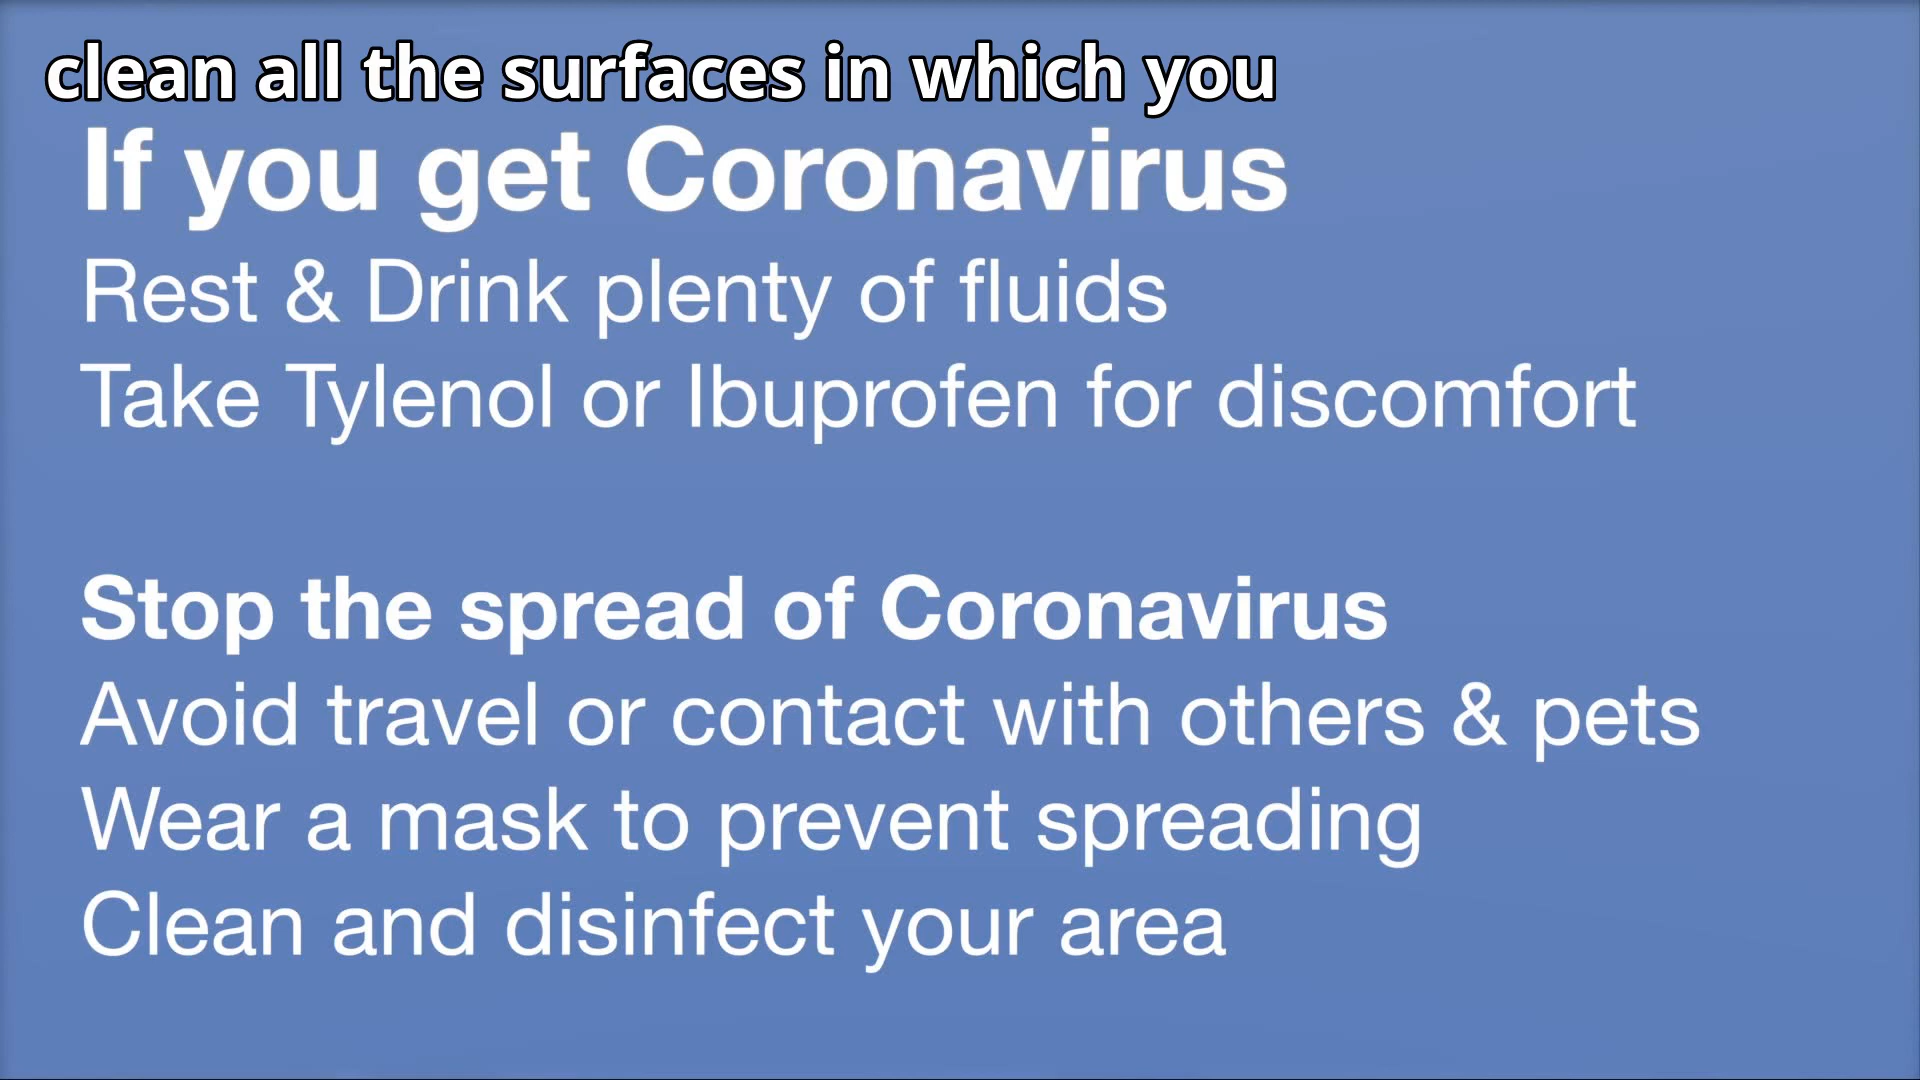 clean all the surfaces in which you
If you get Coronavirus
Rest & Drink plenty of fluids
Take Tylenol or Ibuprofen for discomfort
Stop the spread of Coronavirus
Avoid travel or contact with others & pets
Wear a mask to prevent spreading
Clean and disinfect your area